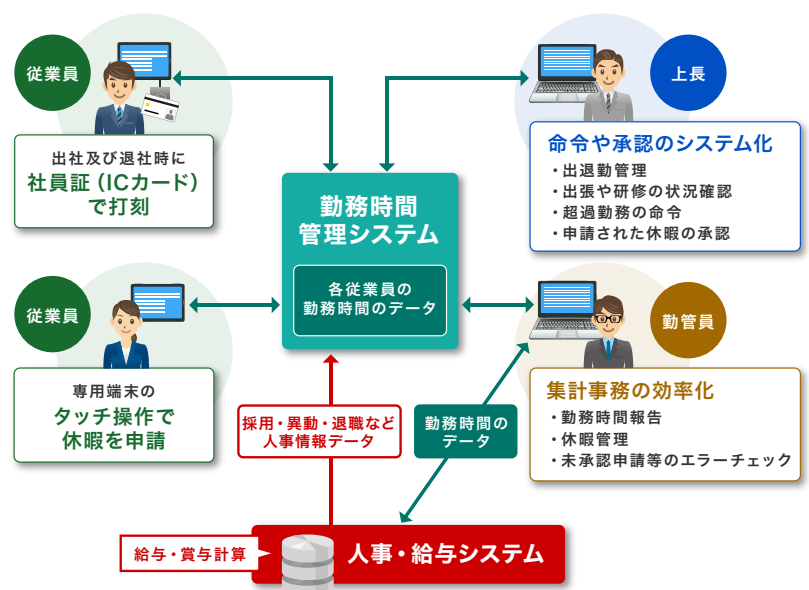 従業員
出社及び退社時に
社員証（ICカード）
で打刻
上長
命令や承認のシステム化
・出退勤管理
・出張や研修の状況確認
・超過勤務の命令
・申請された休暇の承認
勤務時間
管理システム
各従業員の
勤務時間のデータ
従業員
専用端末の
タッチ操作で
休暇を申請
勤管員
集計事務の効率化
・勤務時間報告
・休暇管理
・未承認申請等のエラーチェック
採用・異動・退職など
人事情報データ
勤務時間の
データ
給与・賞与計算
人事・給与システム